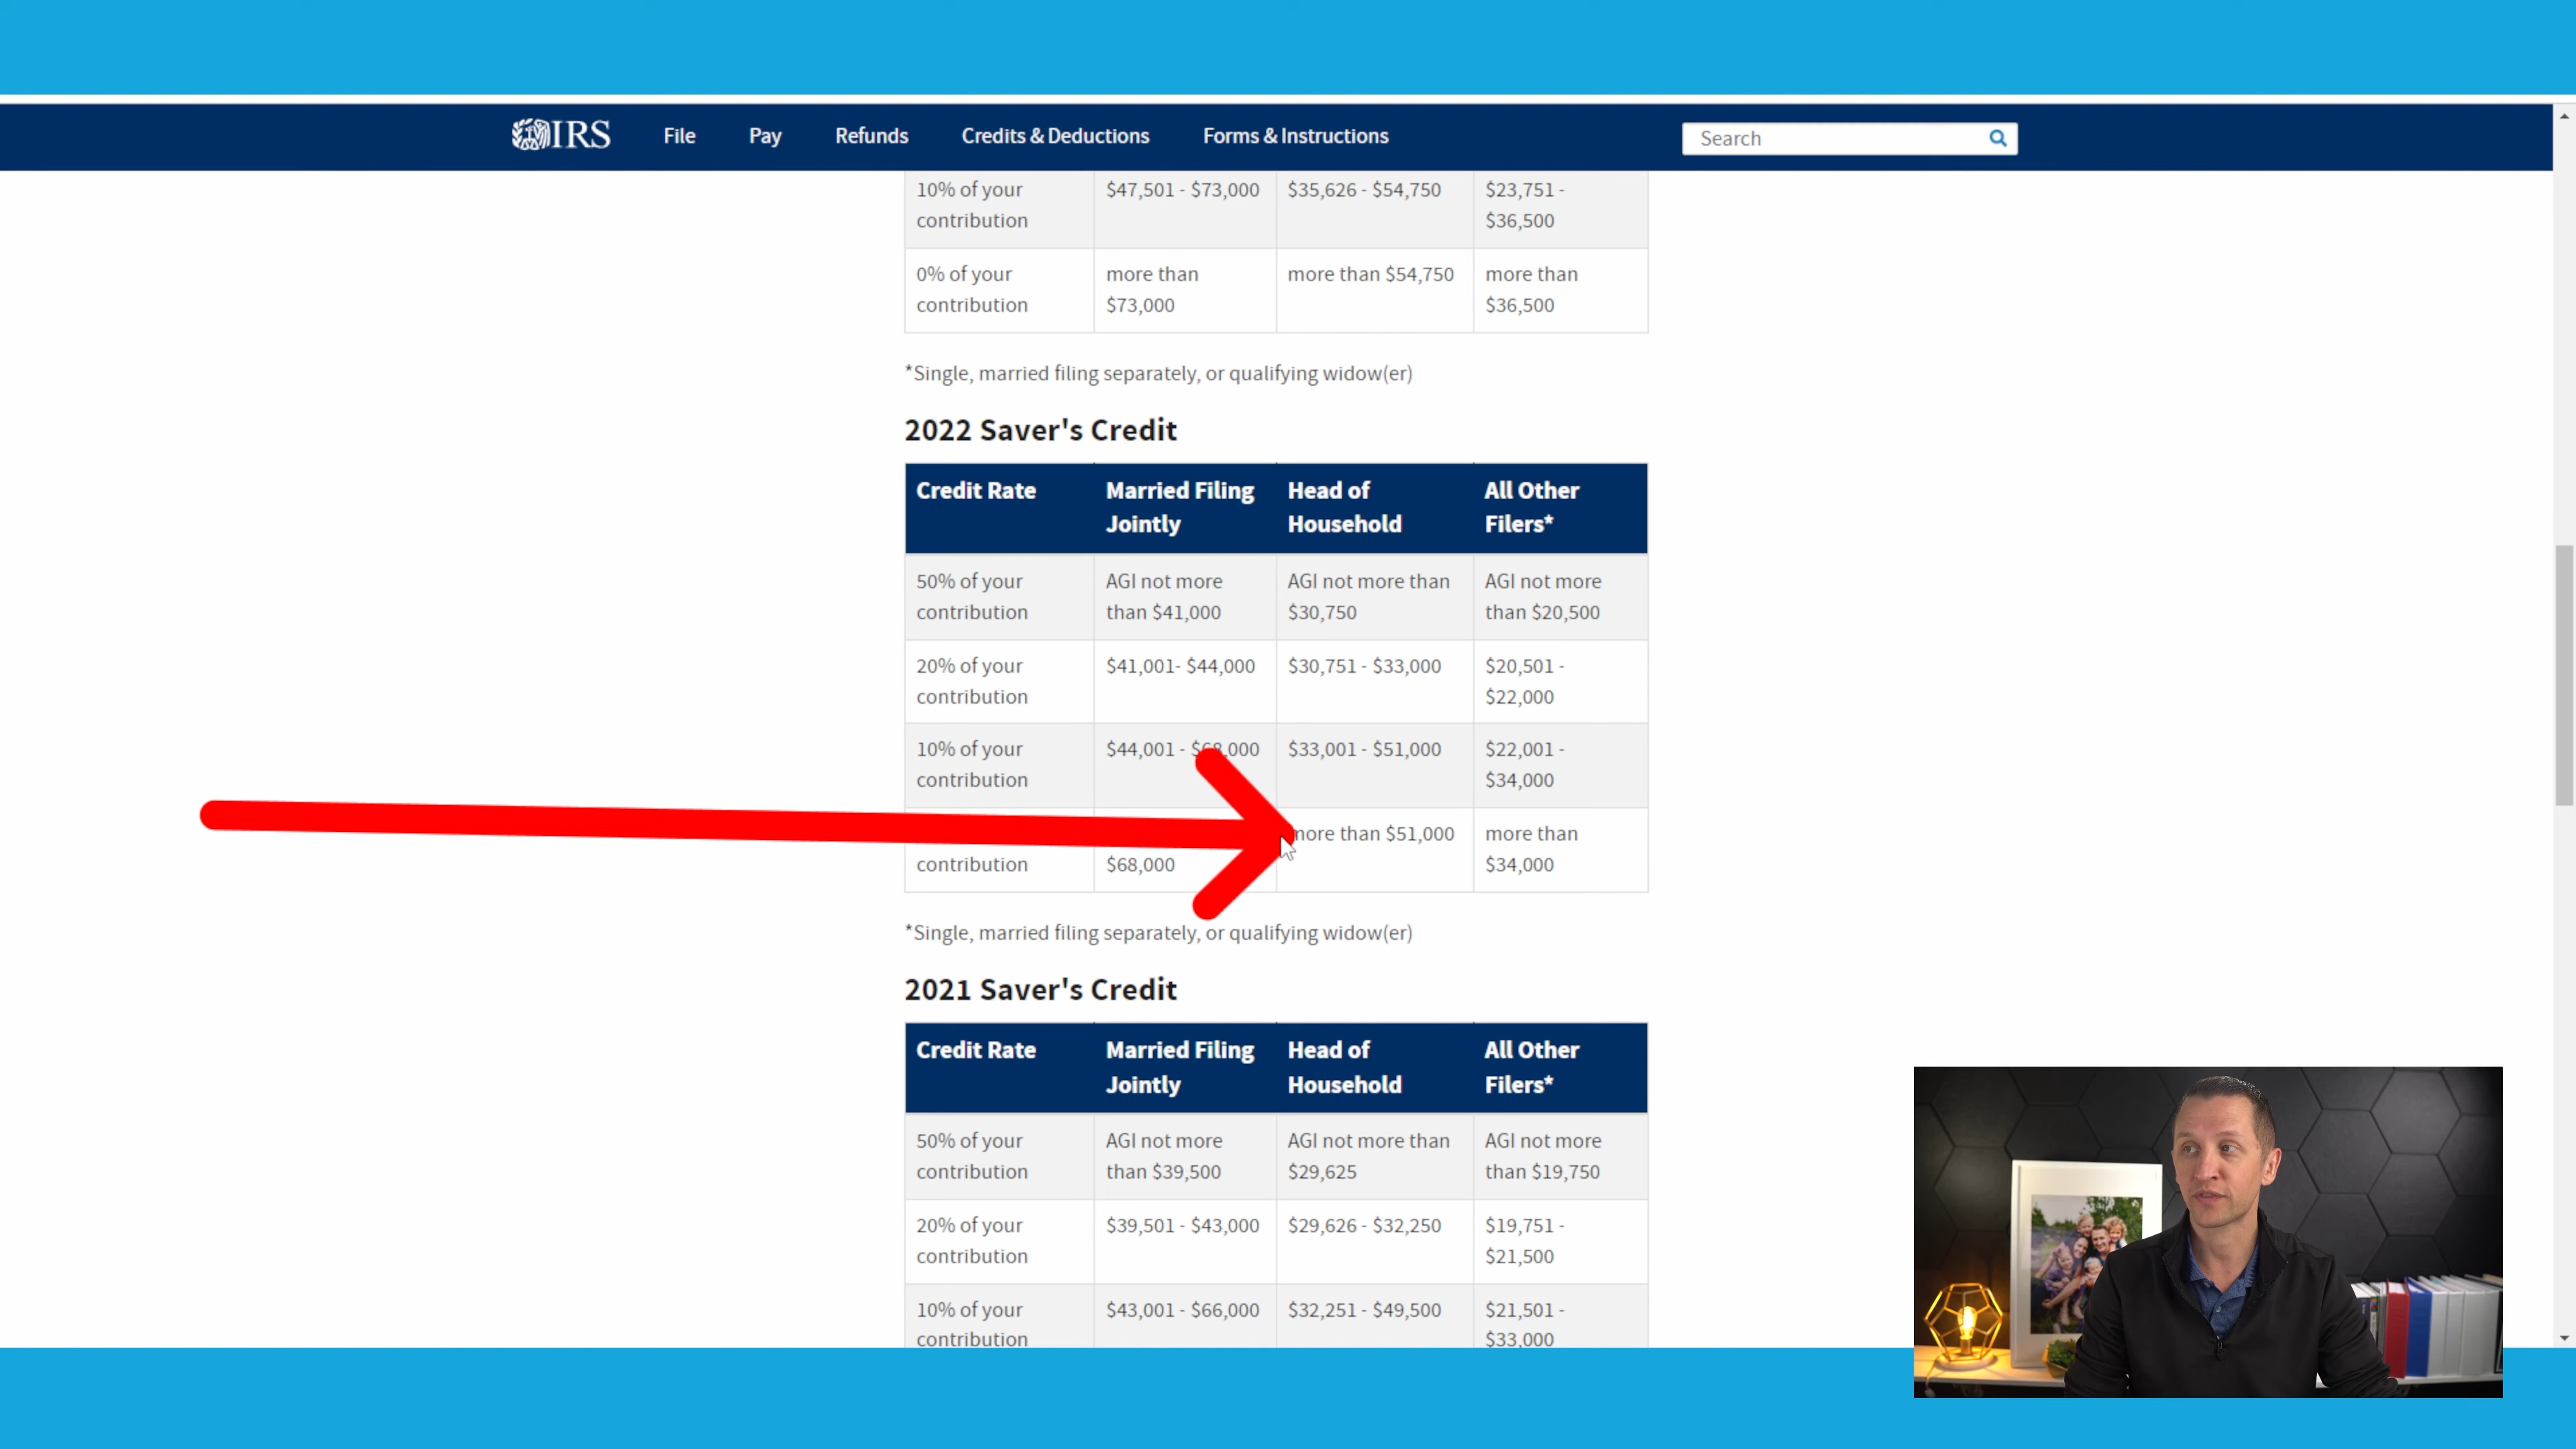 IRS
File
Pay
Refunds
Credits & Deductions
Forms & Instructions
Search
10% of your
contribution
$47,501 - $73,000
$35,626 - $54,750
$23,751 -
$36,500
0% of your
contribution
more than
$73,000
more than $54,750
more than
$36,500
*Single, married filing separately, or qualifying widow(er)
2022 Saver's Credit
Credit Rate
Married Filing
Jointly
Head of
Household
All Other
Filers*
50% of your
contribution
AGI not more
than $41,000
AGI not more than
$30,750
AGI not more
than $20,500
20% of your
contribution
$41,001- $44,000
$30,751 - $33,000
$20,501 -
$22,000
10% of your
contribution
$44,001 - $68,000
$33,001 - $51,000
$22,001 -
$34,000
contribution
$68,000
more than $51,000
more than
$34,000
*Single, married filing separately, or qualifying widow(er)
2021 Saver's Credit
Credit Rate
Married Filing
Jointly
Head of
Household
All Other
Filers*
50% of your
contribution
AGI not more
than $39,500
AGI not more than
$29,625
AGI not more
than $19,750
20% of your
contribution
$39,501 - $43,000
$29,626 - $32,250
$19,751 -
$21,500
10% of your
contribution
$43,001 - $66,000
$32,251 - $49,500
$21,501 -
$33,000